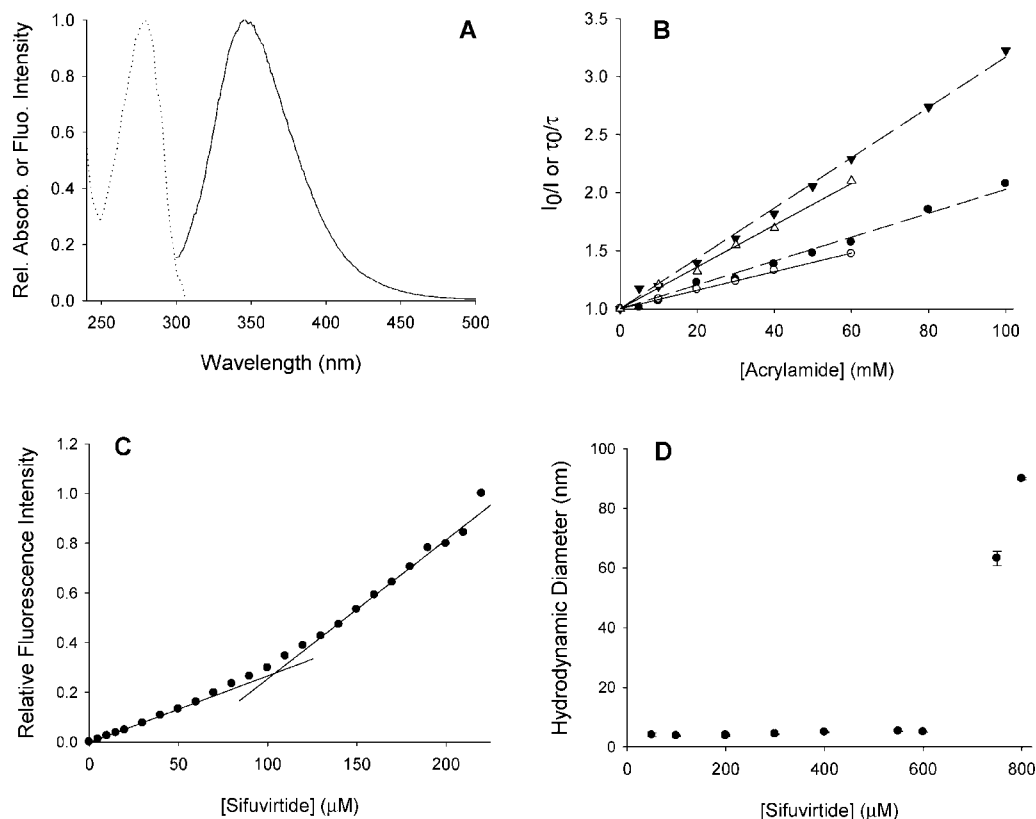 A
Rel. Absorb. or Fluo. Intensity
1.0
0.8
0.6
0.4
0.2
0.0
250 300 350 400 450 500
Wavelength (nm)
B
I0/I or τ0/τ
3.5
3.0
2.5
2.0
1.5
1.0
0 20 40 60 80 100
[Acrylamide] (mM)
C
Relative Fluorescence Intensity
1.2
1.0
0.8
0.6
0.4
0.2
0.0
0 50 100 150 200
[Sifuvirtide] (μM)
D
Hydrodynamic Diameter (nm)
100
80
60
40
20
0
0 200 400 600 800
[Sifuvirtide] (μM)